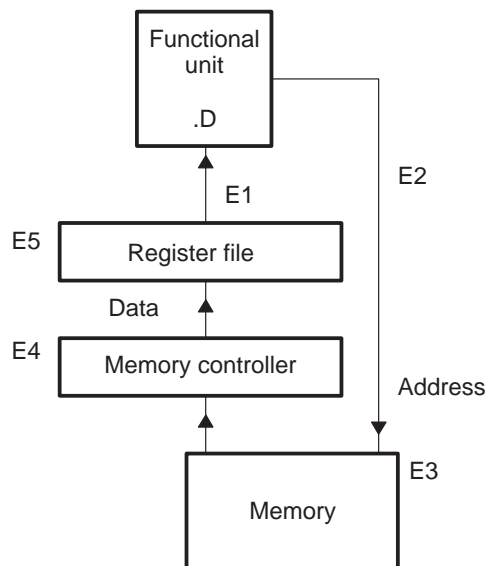 Functional
unit
.D
E2
E1
E5
Register file
Data
E4
Memory controller
Address
E3
Memory